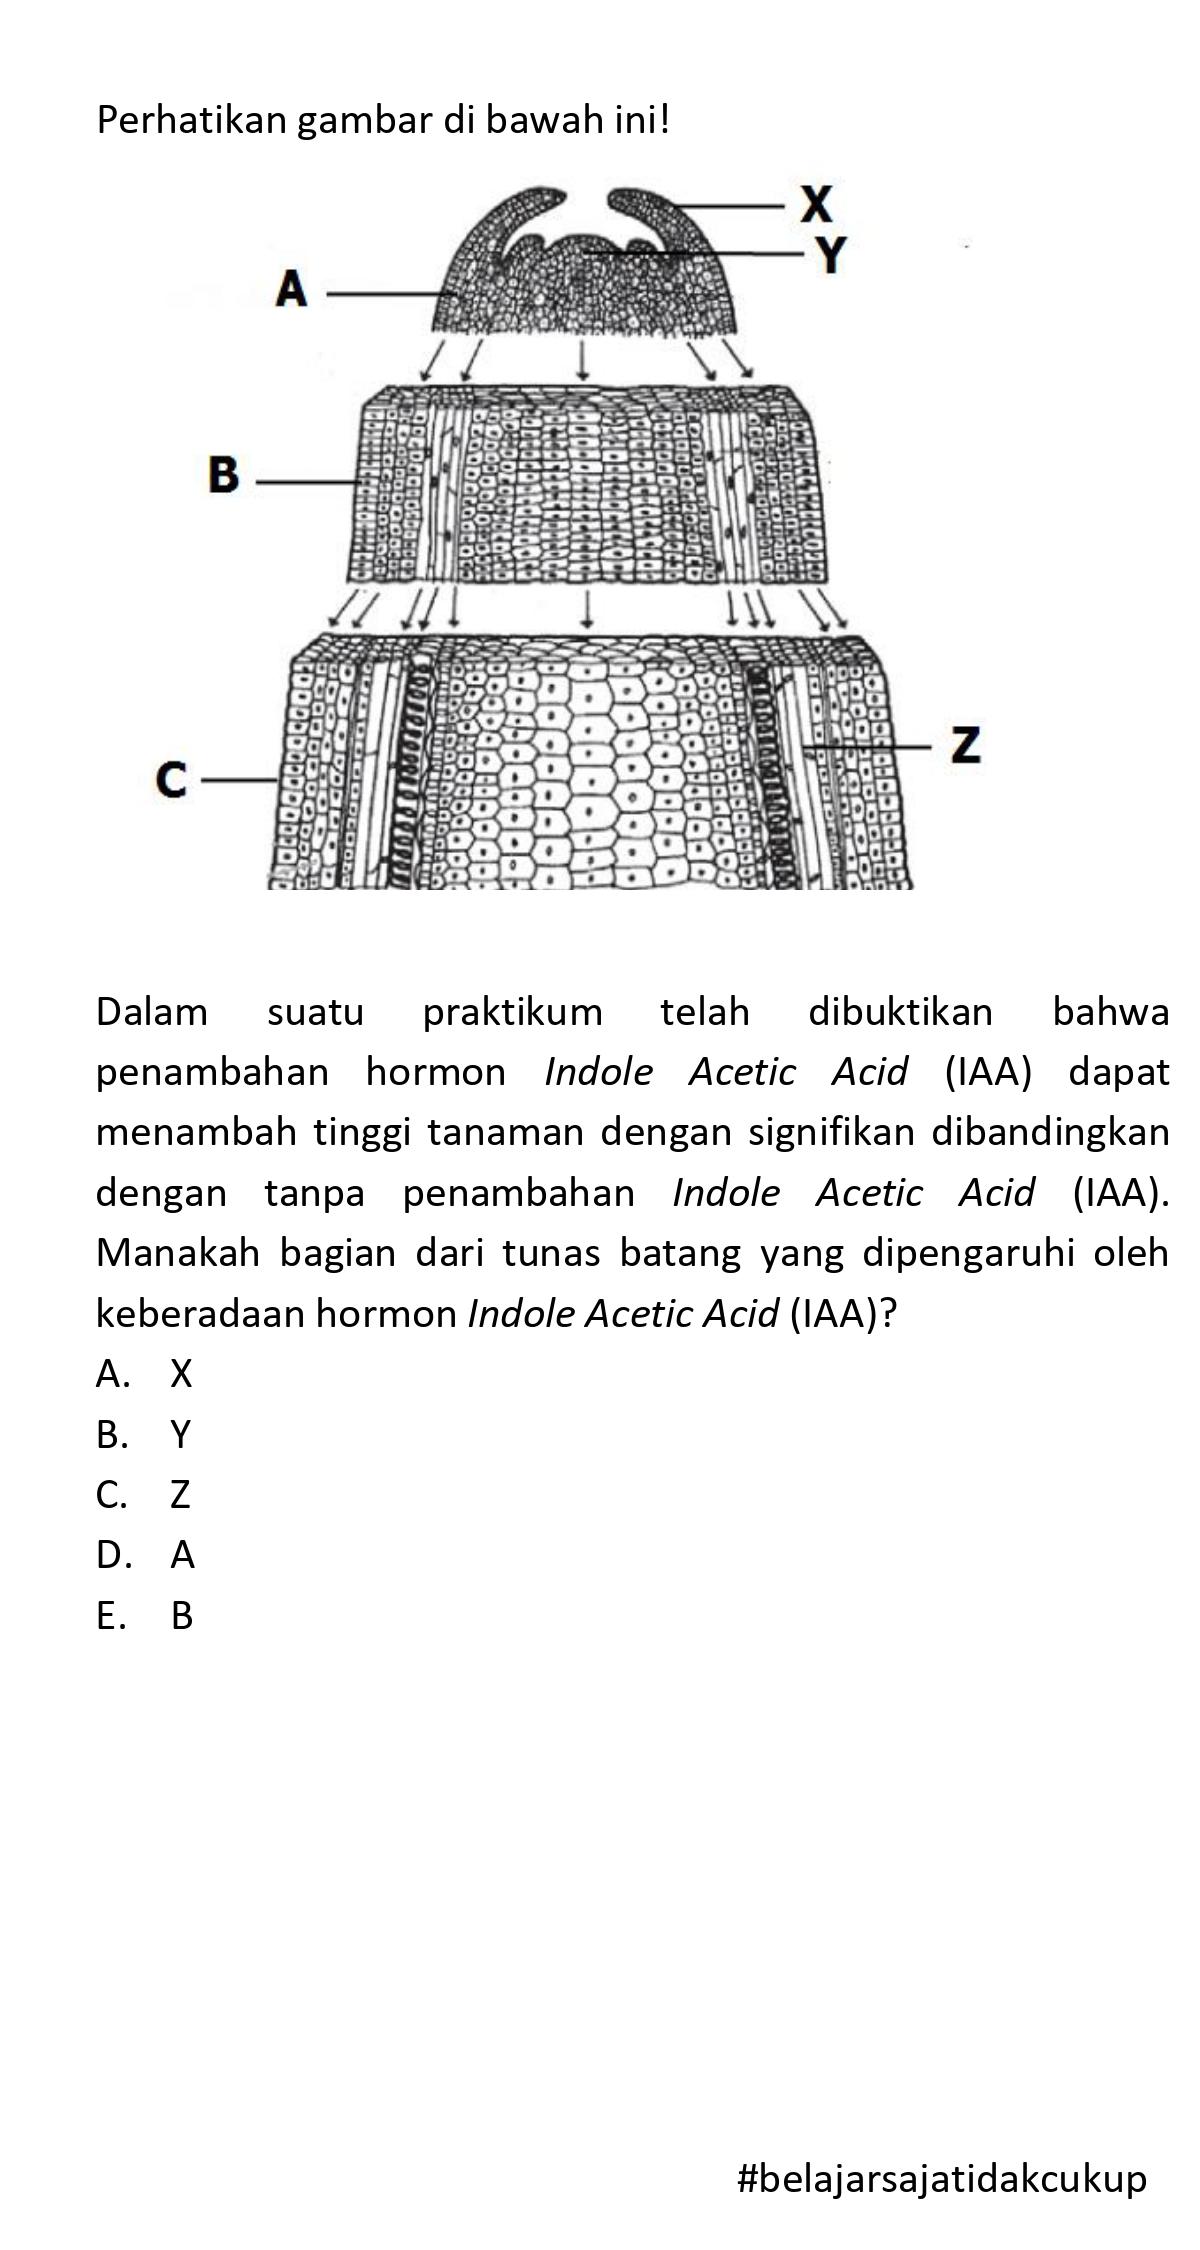 Perhatikan gambar di bawah ini!
X
Y
A
B
Z
C
Dalam suatu praktikum telah dibuktikan bahwa
penambahan hormon Indole Acetic Acid (IAA) dapat
menambah tinggi tanaman dengan signifikan dibandingkan
dengan tanpa penambahan Indole Acetic Acid (IAA).
Manakah bagian dari tunas batang yang dipengaruhi oleh
keberadaan hormon Indole Acetic Acid (IAA)?
A. X
B. Y
C. Z
D. A
E. B
#belajarsajatidakcukup